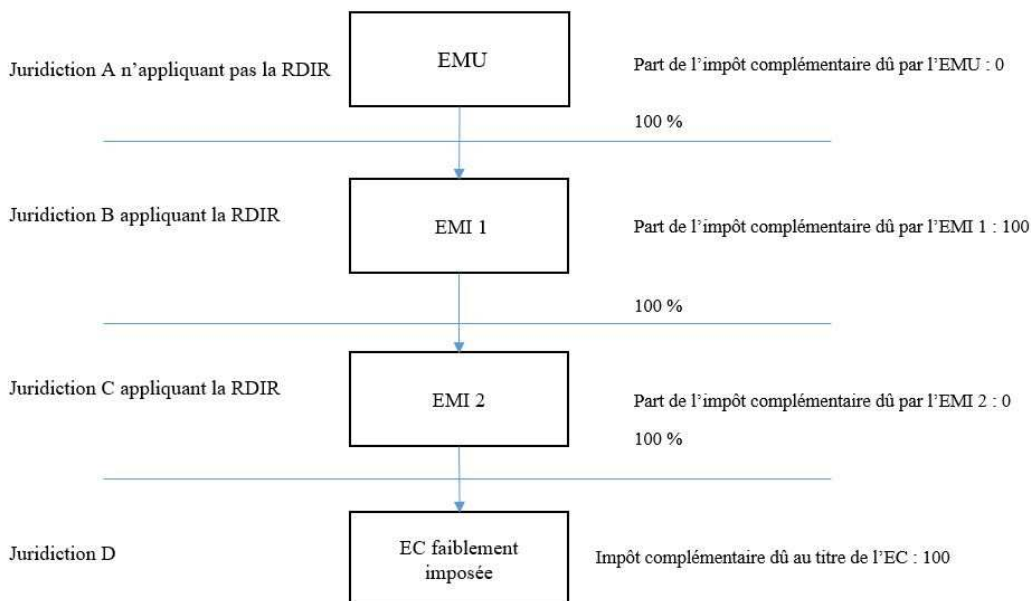 EMU
Juridiction A n'appliquant pas la RDIR
Part de l'impôt complémentaire dû par l'EMU : 0
100 %
Juridiction B appliquant la RDIR
EMI 1
Part de l'impôt complémentaire dû par l'EMI 1 : 100
100 %
Juridiction C appliquant la RDIR
EMI 2
Part de l'impôt complémentaire dû par l'EMI 2 : 0
100 %
Juridiction D
EC faiblement
imposée
Impôt complémentaire dû au titre de l'EC : 100